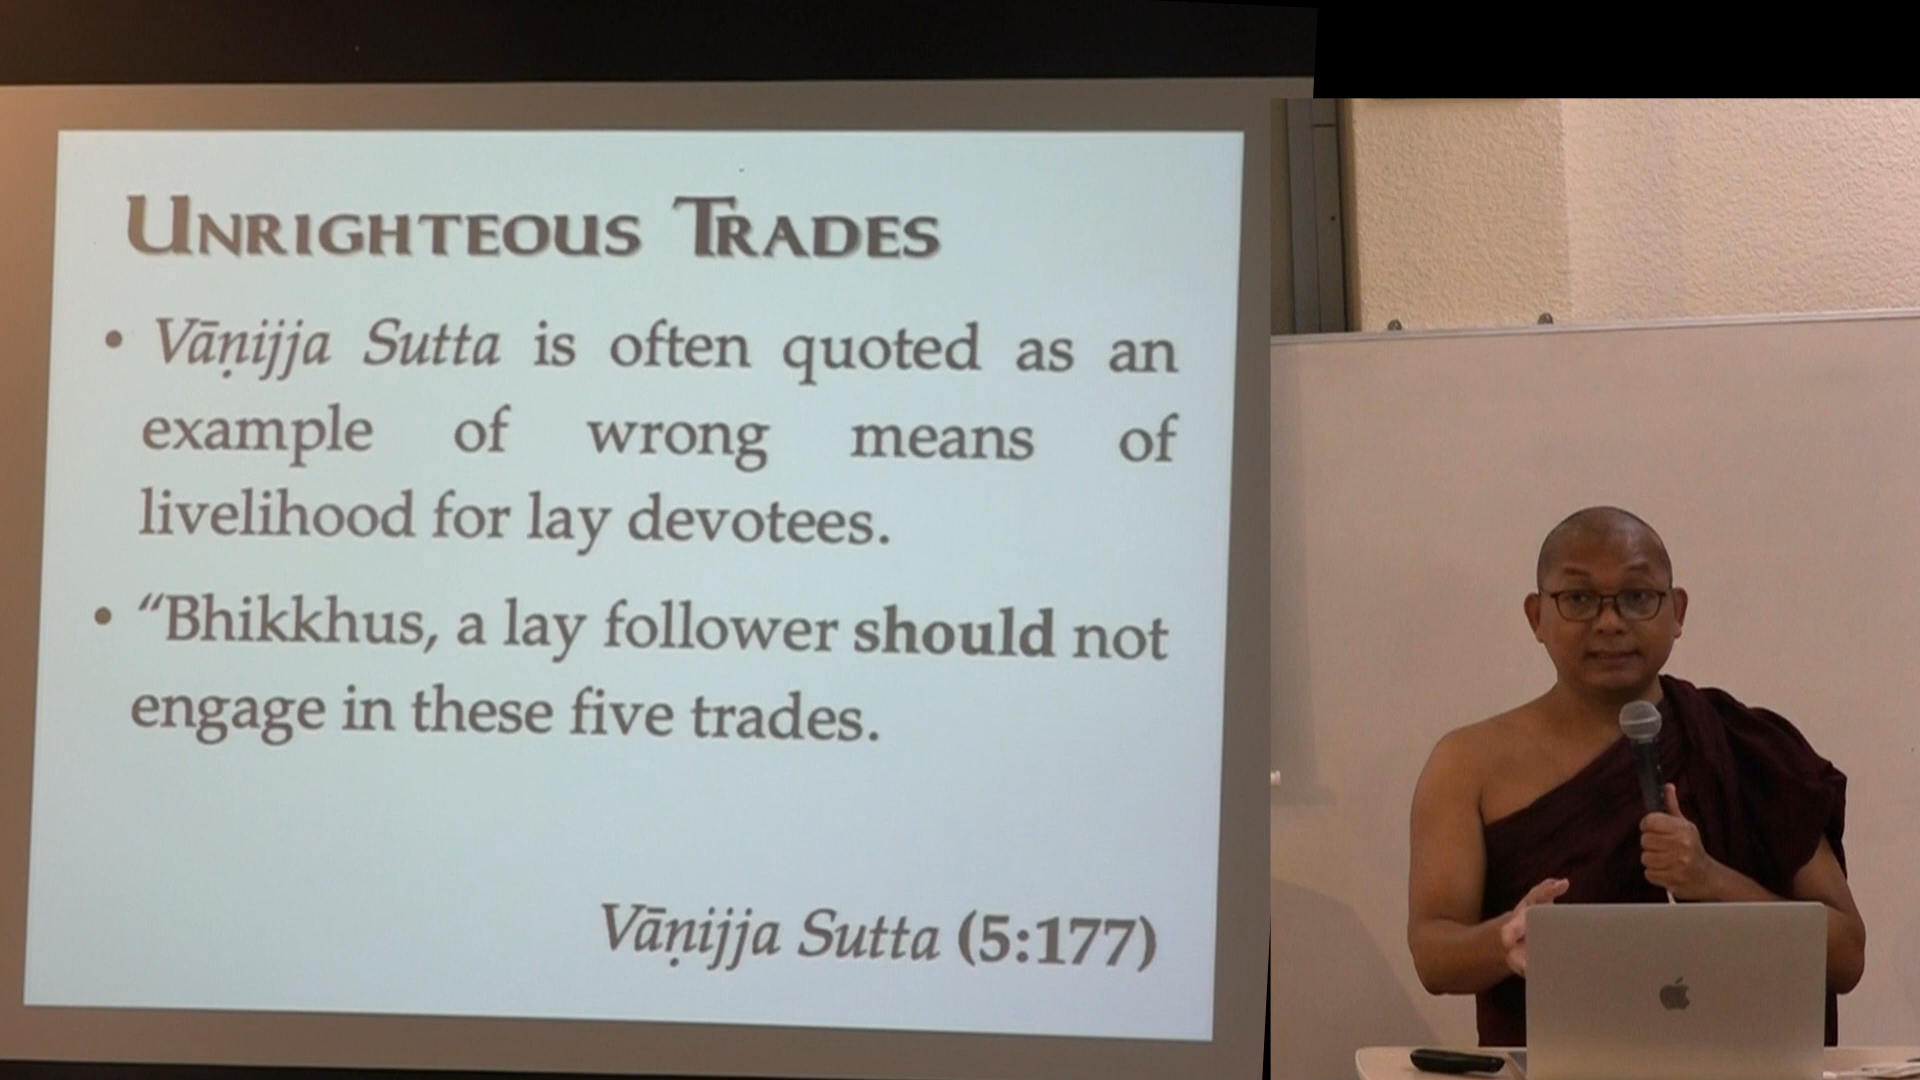 UNRIGHTEOUS TRADES
• Vāṇijja Sutta is often quoted as an
example of wrong means of
livelihood for lay devotees.
• “Bhikkhus, a lay follower should not
engage in these five trades.
Vāṇijja Sutta (5:177)